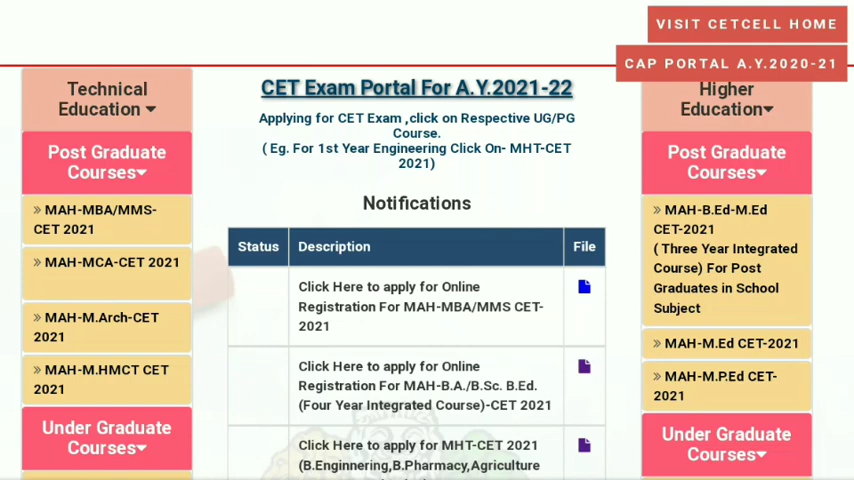 VISIT CETCELL HOME
CAP PORTAL A.Y.2020-21
Technical
Education
Post Graduate
Courses
» MAH-MBA/MMS-
CET 2021
» MAH-MCA-CET 2021
» MAH-M.Arch-CET
2021
» MAH-M.HMCT CET
2021
Under Graduate
Courses
CET Exam Portal For A.Y.2021-22
Applying for CET Exam ,click on Respective UG/PG
Course.
( Eg. For 1st Year Engineering Click On- MHT-CET
2021)
Notifications
Status Description File
Click Here to apply for Online
Registration For MAH-MBA/MMS CET-
2021
Click Here to apply for Online
Registration For MAH-B.A./B.Sc. B.Ed.
(Four Year Integrated Course)-CET 2021
Click Here to apply for MHT-CET 2021
(B.Enginnering,B.Pharmacy,Agriculture
Higher
Education
Post Graduate
Courses
» MAH-B.Ed-M.Ed
CET-2021
( Three Year Integrated
Course) For Post
Graduates in School
Subject
» MAH-M.Ed CET-2021
» MAH-M.P.Ed CET-
2021
Under Graduate
Courses